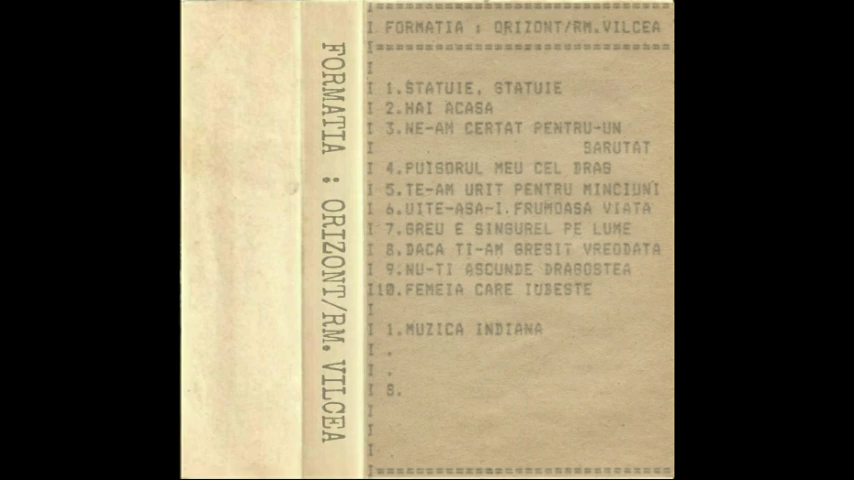 FORMATIA : ORIZONT/RM.VILCEA
FORMATIA : ORIZONT/RM.VILCEA
1.STATUIE, STATUIE
2.HAI ACASA
3.NE-AM CERTAT PENTRU-UN
SARUTAT
4.PUISORUL MEU CEL DRAG
5.TE-AM URIT PENTRU MINCIUNI
6.UITE-ASA-I FRUMOASA VIATA
7.GREU E SINGUREL PE LUME
8.DACA TI-AM GRESIT VREODATA
9.NU-TI ASCUNDE DRAGOSTEA
10.FEMEIA CARE IUBESTE
1.MUZICA INDIANA
.
.
8.